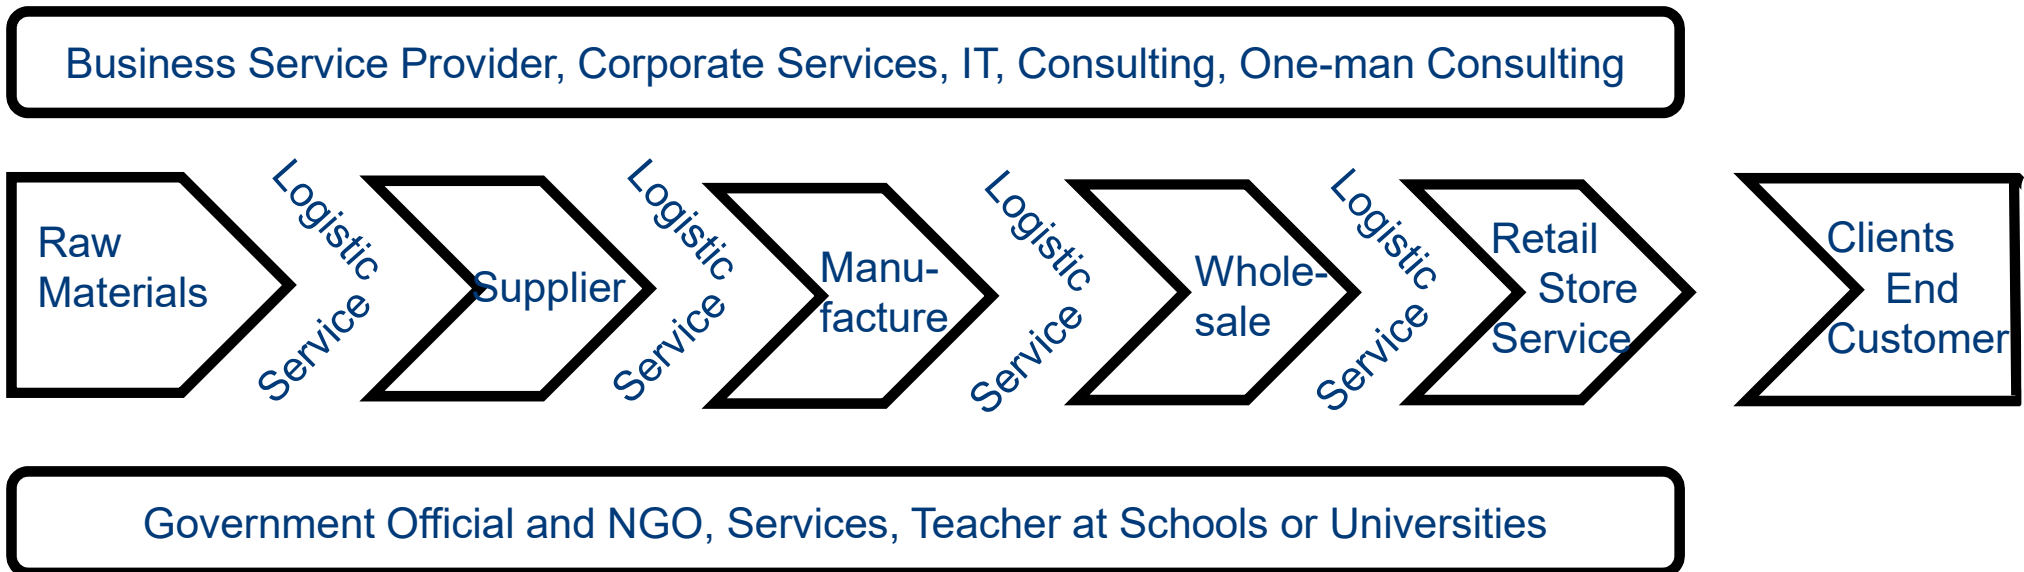 Business Service Provider, Corporate Services, IT, Consulting, One-man Consulting
Raw
Materials
Logistic
Service
Supplier
Logistic
Service
Manu-
facture
Logistic
Service
Whole-
sale
Logistic
Service
Retail
Store
Service
Clients
End
Customer
Government Official and NGO, Services, Teacher at Schools or Universities